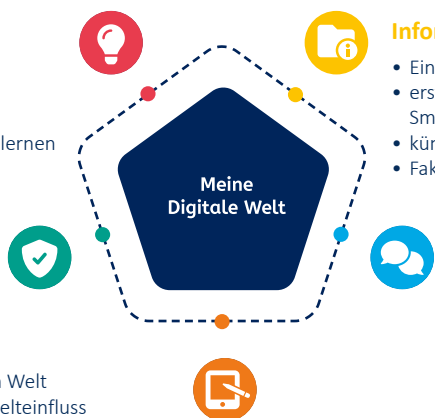 Infor
• Ein
• ers
Sm
• kür
• Fak
lernen
Meine
Digitale Welt
Welt
elteinfluss